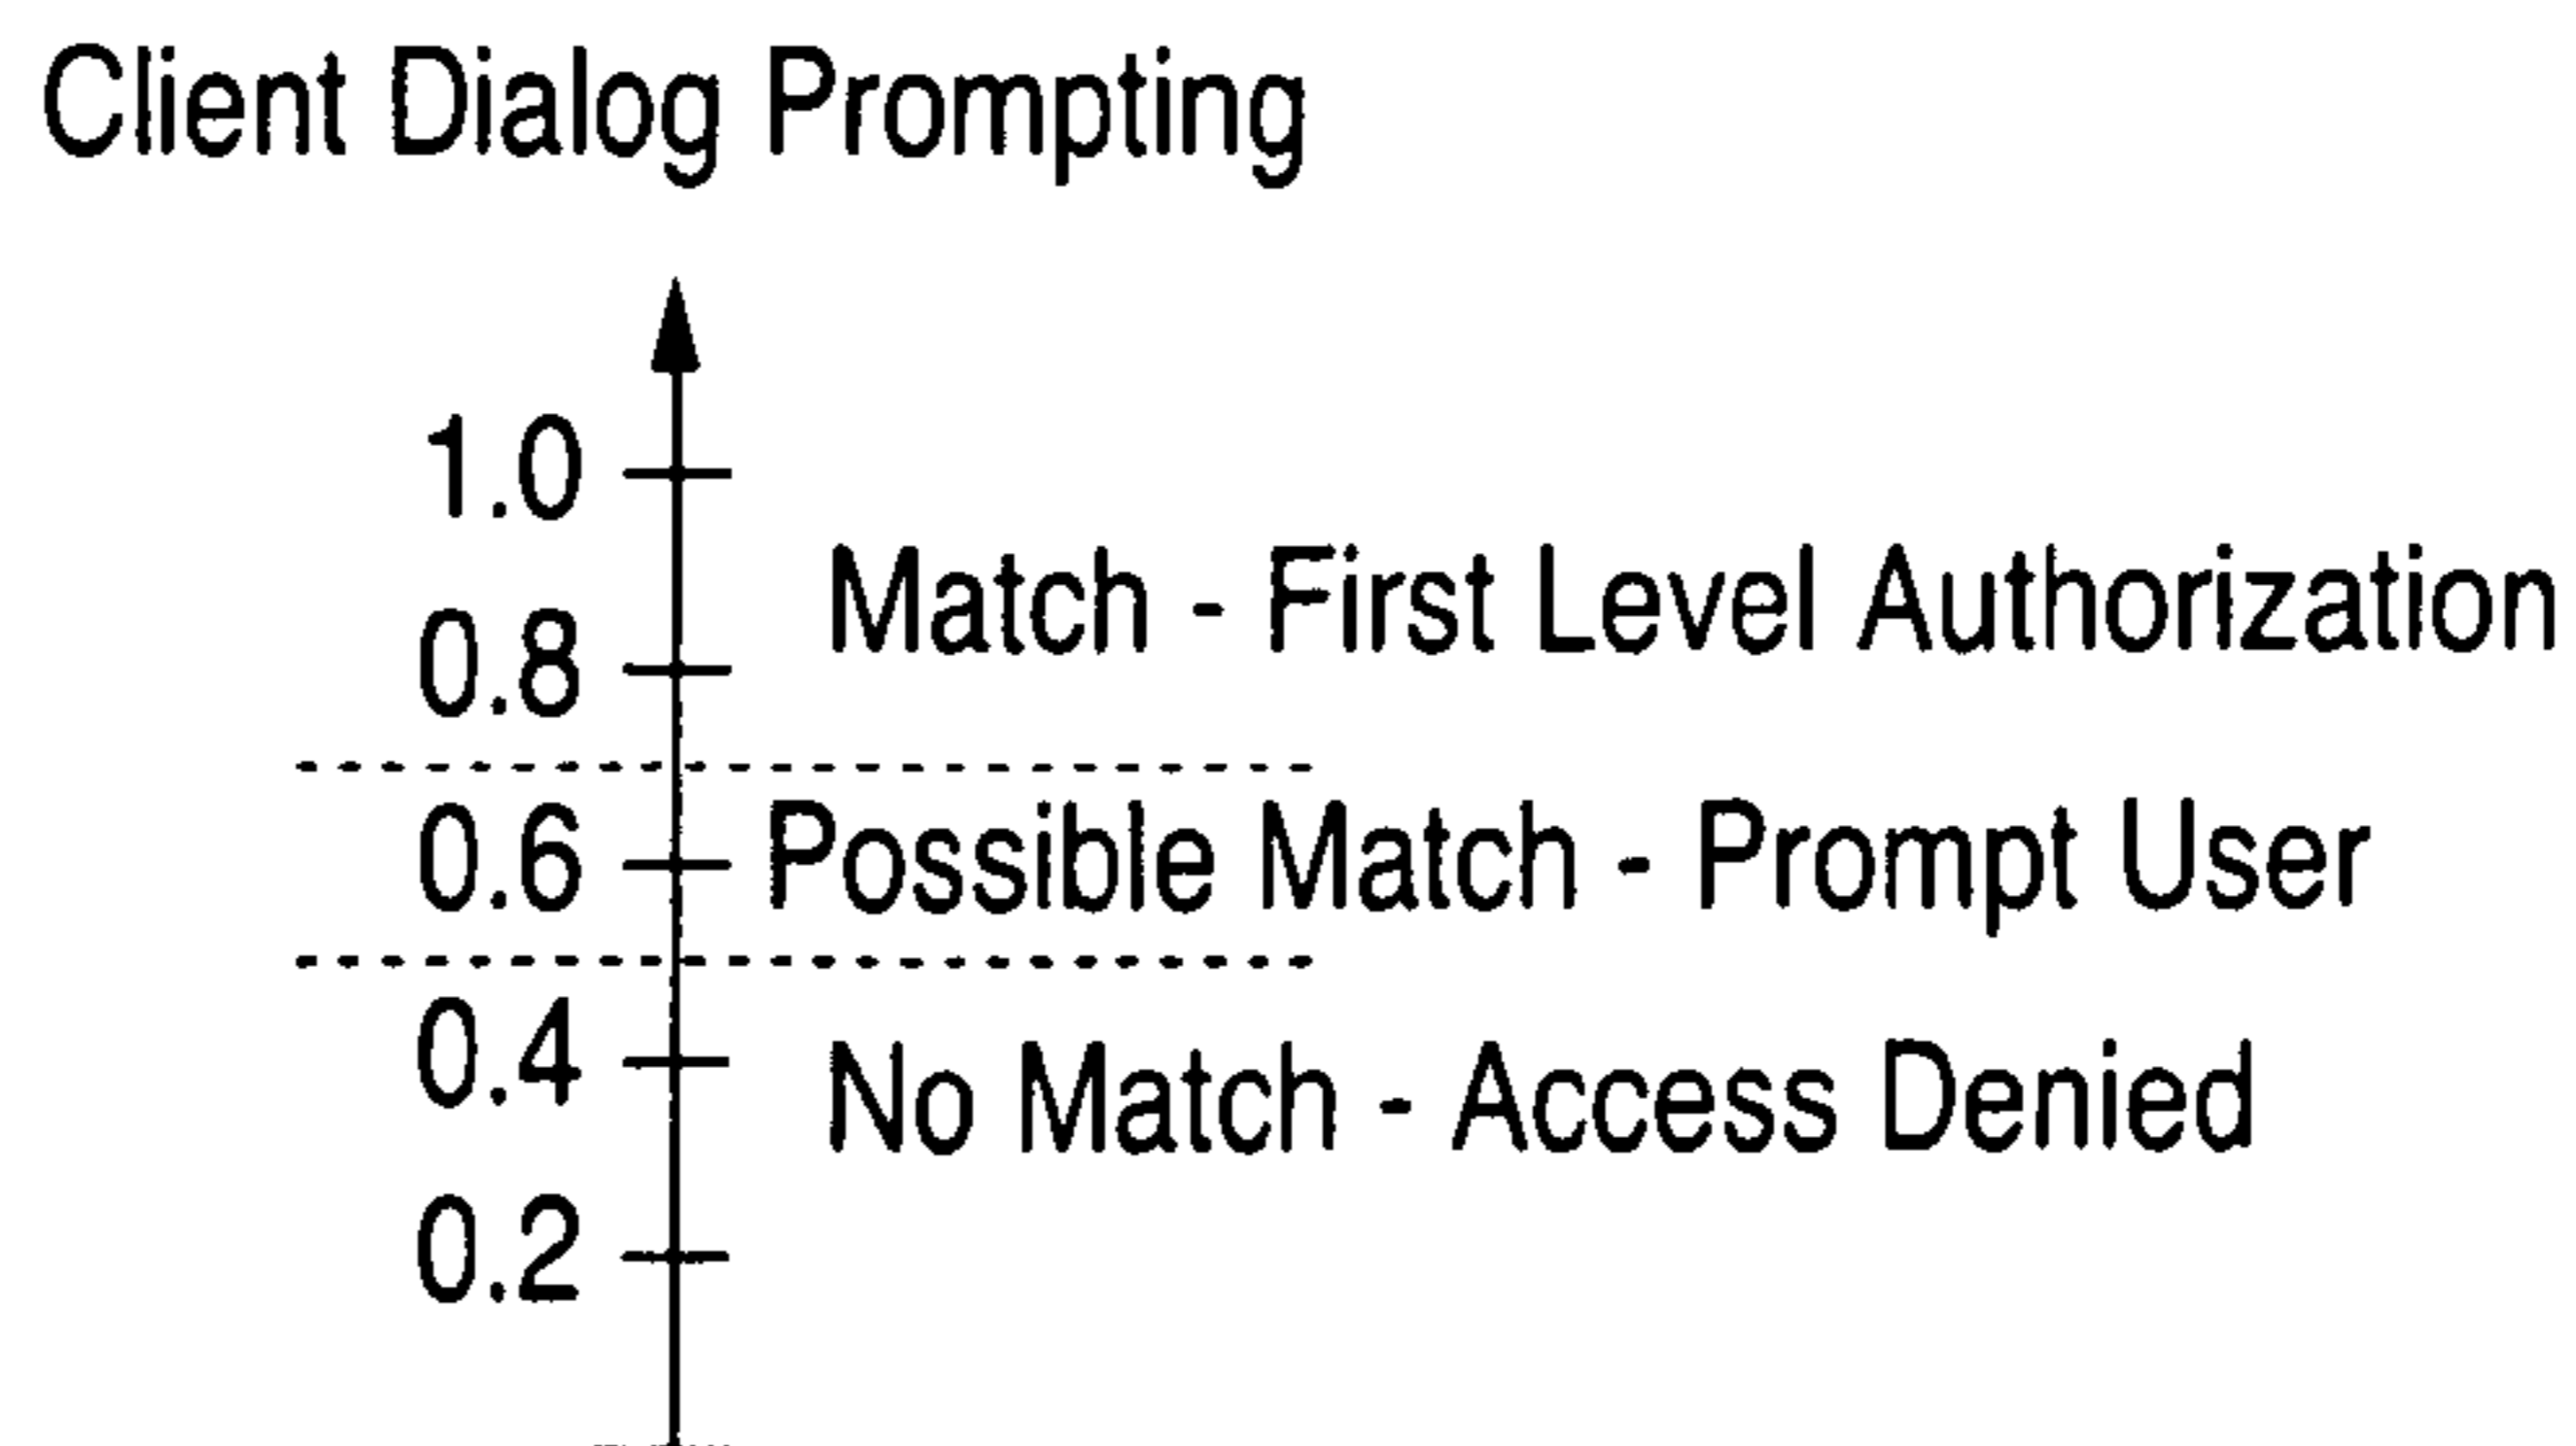 Client Dialog Prompting
1.0
Match - First Level Authorization
0.8
0.6 Possible Match - Prompt User
0.4
No Match - Access Denied
0.2